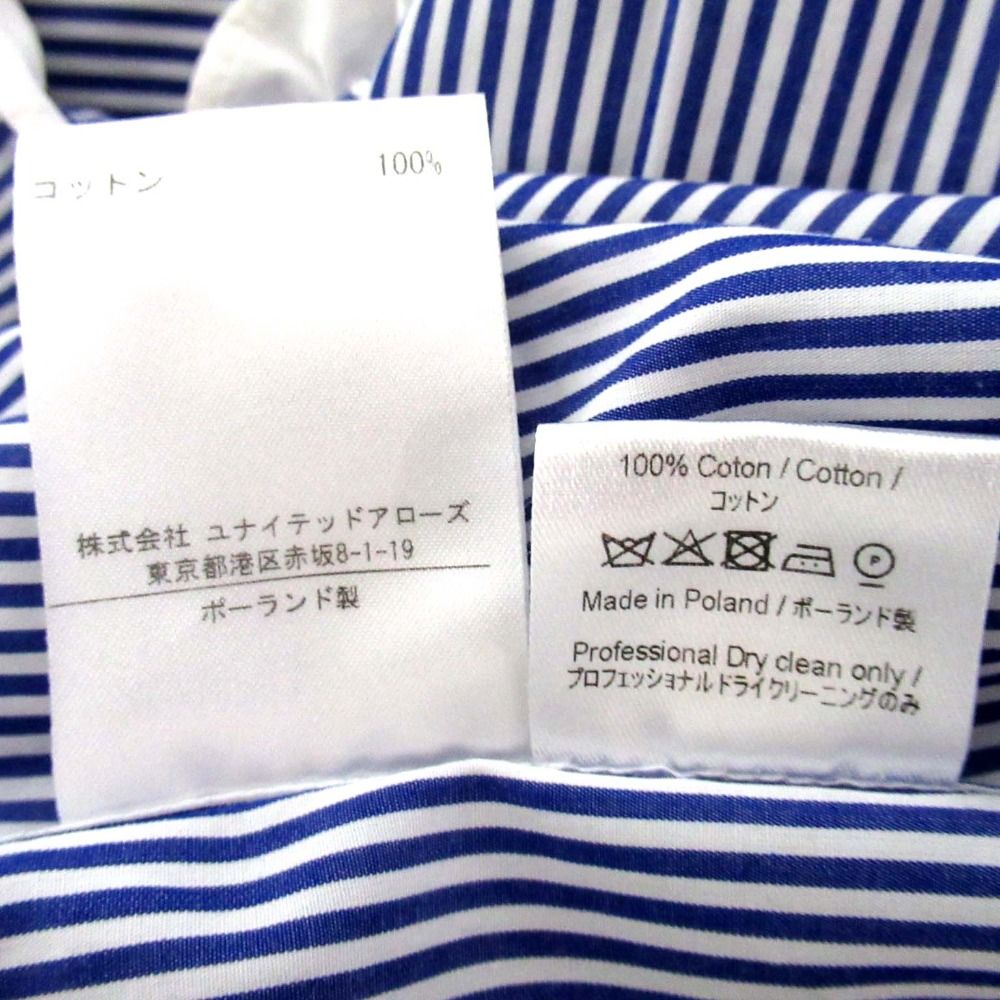 コットン 100%
株式会社 ユナイテッドアローズ
東京都港区赤坂8-1-19
ポーランド製
100% Coton / Cotton /
コットン
P
Made in Poland / ポーランド製
Professional Dry clean only /
プロフェッショナルドライクリーニングのみ